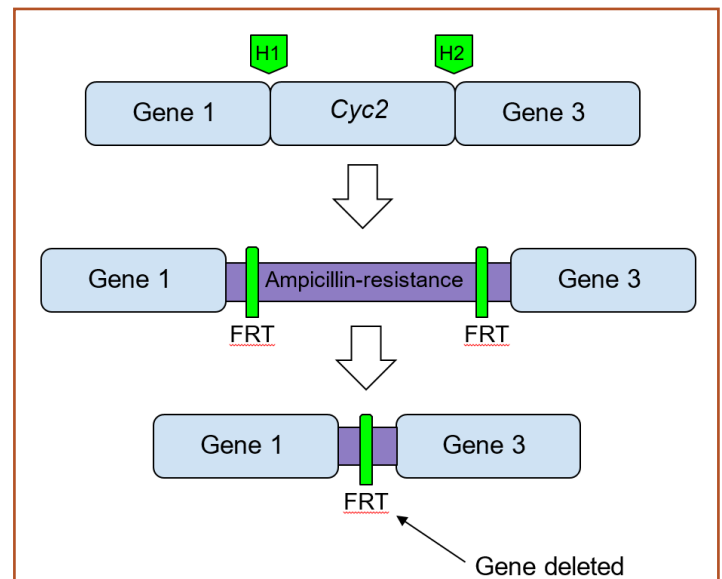 H1
H2
Gene 1
Cyc2
Gene 3
Gene 1
Ampicillin-resistance
Gene 3
FRT
FRT
Gene 1
Gene 3
FRT
Gene deleted